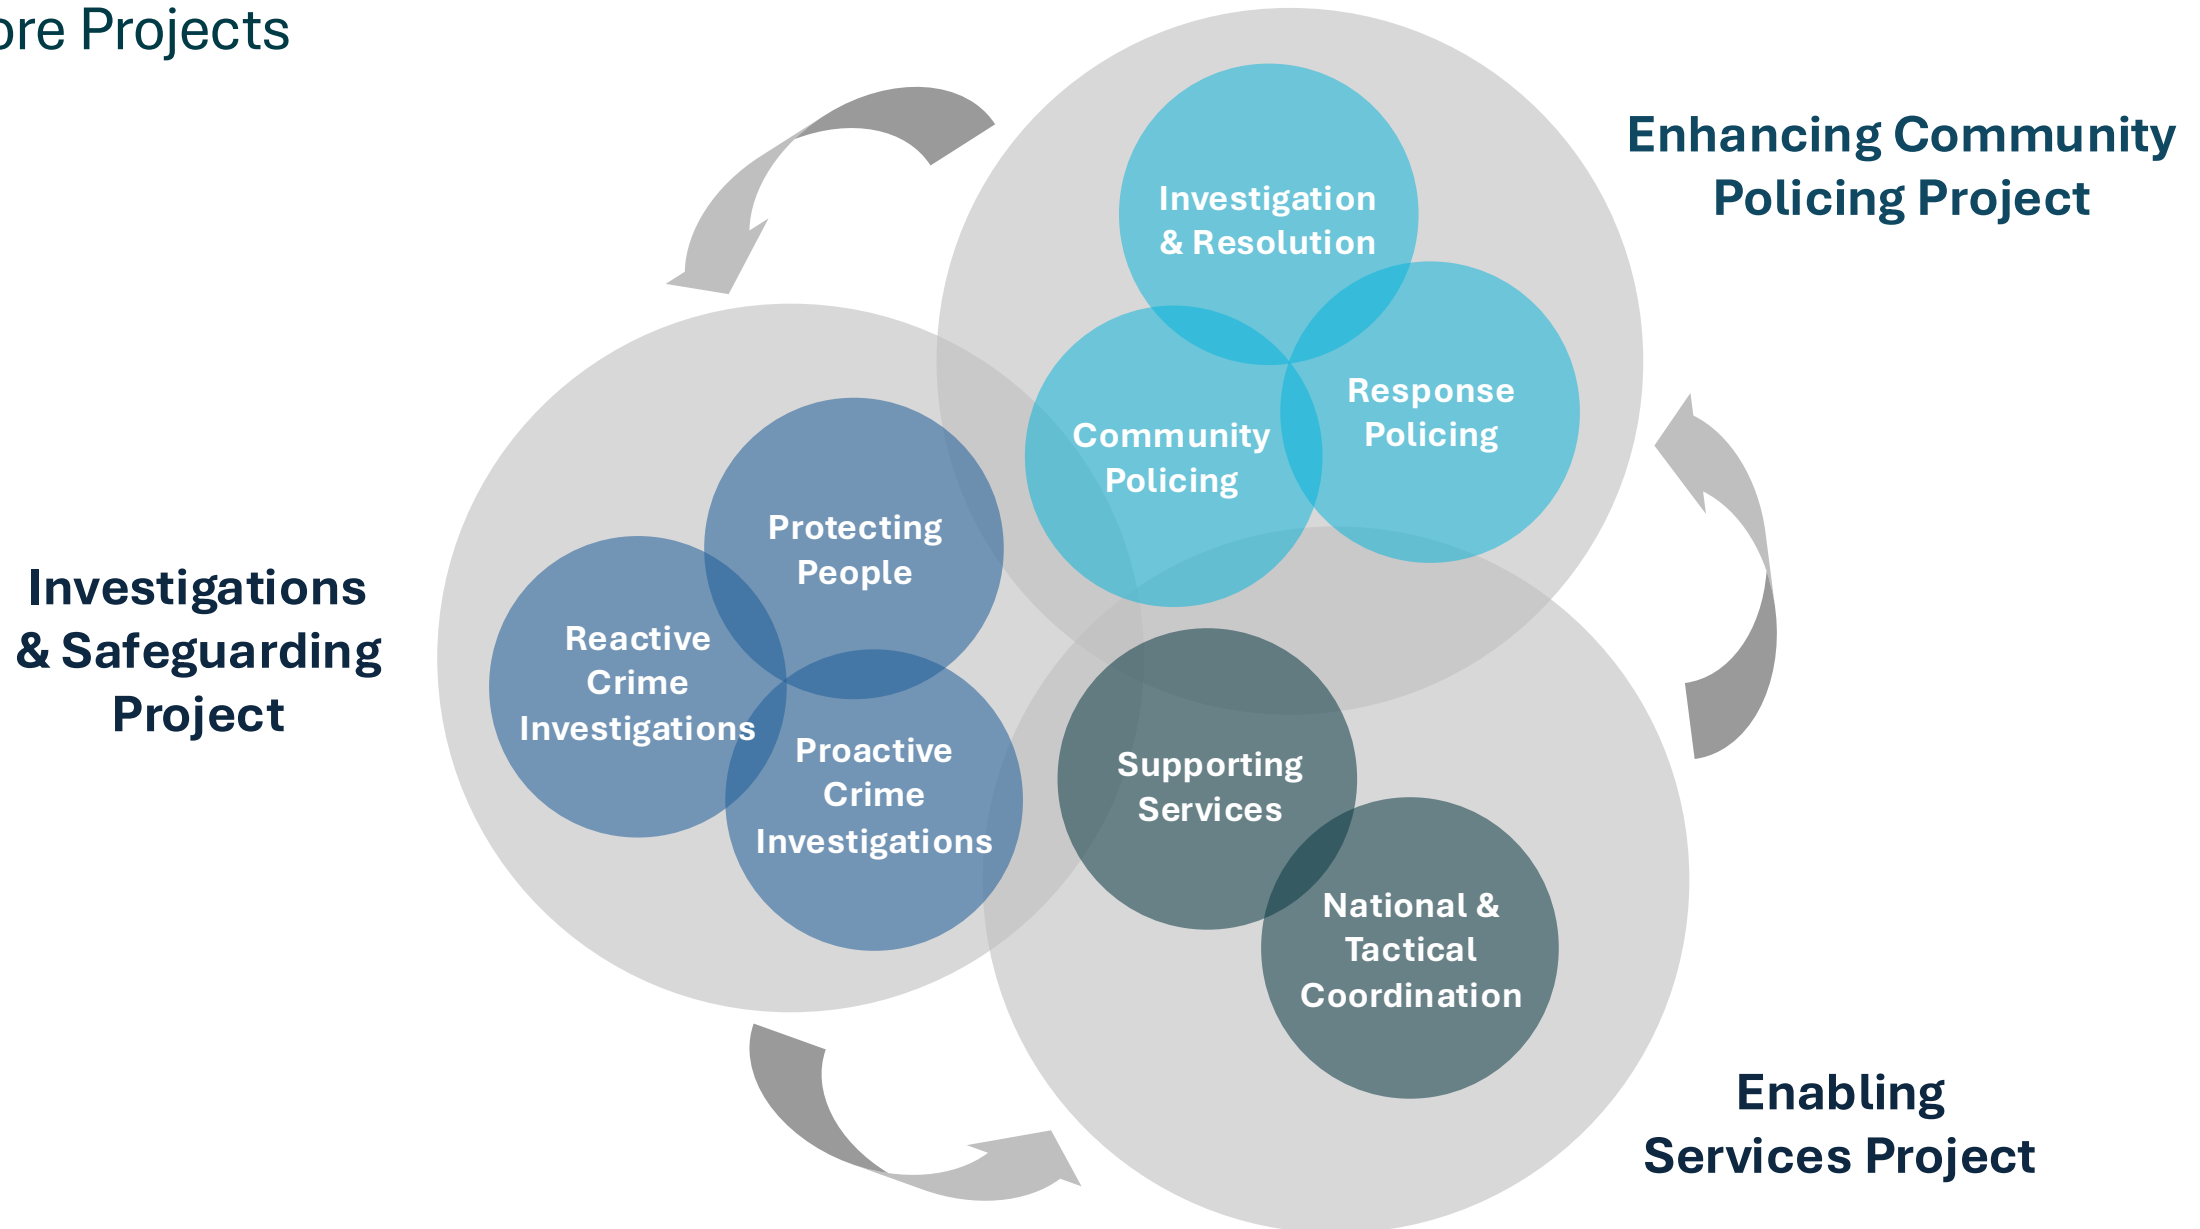 ore Projects
Enhancing Community
Policing Project
Investigation
& Resolution
Response
Policing
Community
Policing
Investigations
& Safeguarding
Project
Protecting
People
Reactive
Crime
Investigations
Proactive
Crime
Investigations
Supporting
Services
National &
Tactical
Coordination
Enabling
Services Project